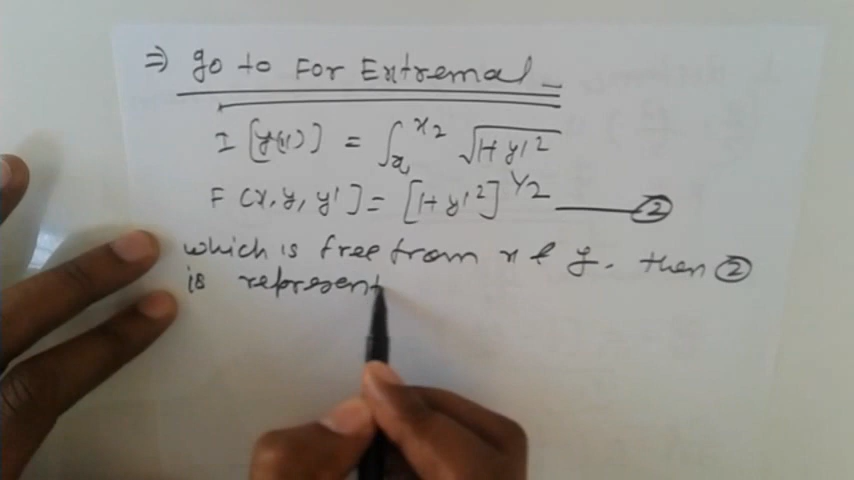 ⇒ go to For Extremal -
I [y(x)] = ∫ₓ^x₂ √1+y'²
F (x, y, y'] = [1+y'²]^1/2 —— ②
which is free from x & y. then ②
is represent